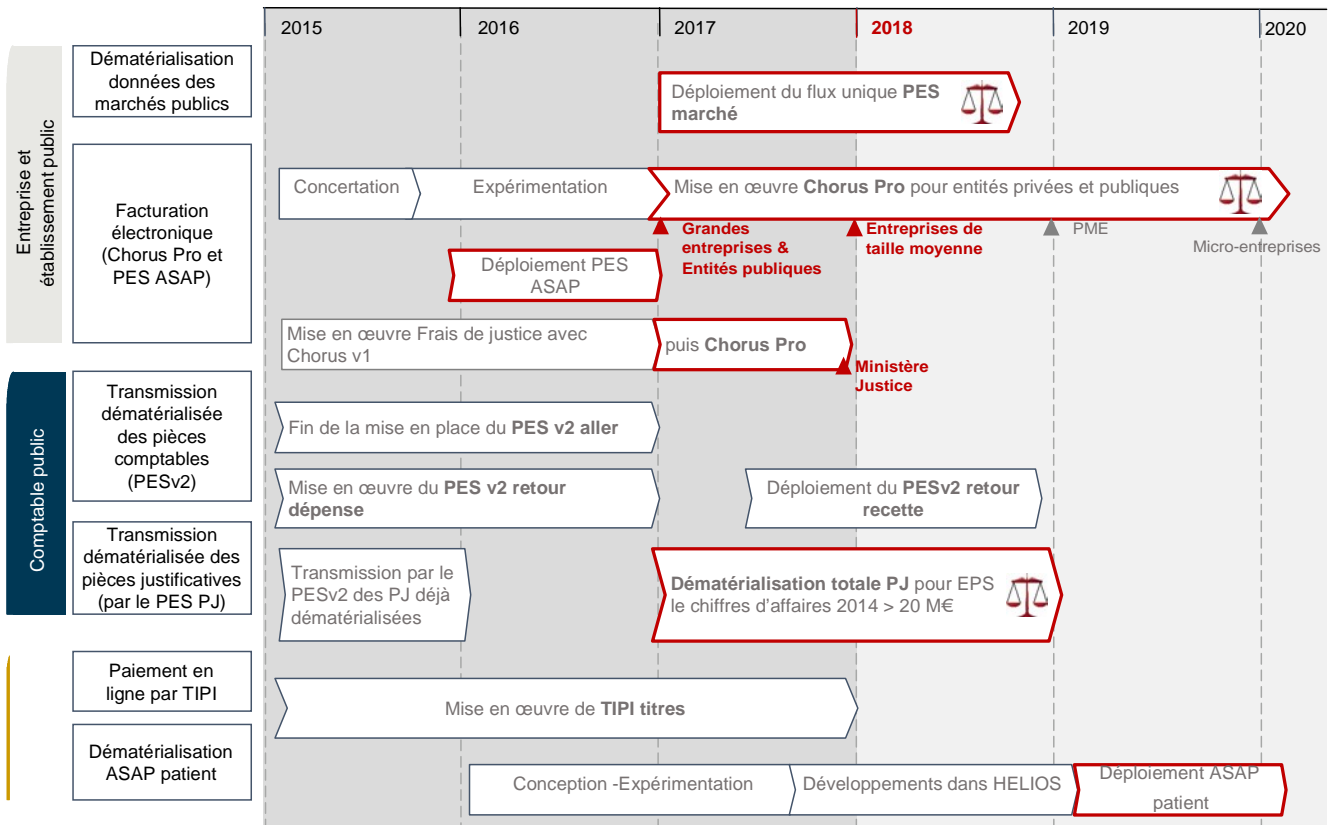 2015
2016
2017
2018
2019
2020
Entreprise et
établissement public
Dématérialisation
données des
marchés publics
Déploiement du flux unique PES
marché
Facturation
électronique
(Chorus Pro et
PES ASAP)
Concertation
Expérimentation
Mise en œuvre Chorus Pro pour entités privées et publiques
Grandes
entreprises &
Entités publiques
Entreprises de
taille moyenne
PME
Micro-entreprises
Déploiement PES
ASAP
Mise en œuvre Frais de justice avec
Chorus v1
puis Chorus Pro
Ministère
Justice
Comptable public
Transmission
dématérialisée
des pièces
comptables
(PESv2)
Fin de la mise en place du PES v2 aller
Mise en œuvre du PES v2 retour
dépense
Déploiement du PESv2 retour
recette
Transmission
dématérialisée des
pièces justificatives
(par le PES PJ)
Transmission par le
PESv2 des PJ déjà
dématérialisées
Dématérialisation totale PJ pour EPS
le chiffres d'affaires 2014 > 20 M€
Paiement en
ligne par TIPI
Mise en œuvre de TIPI titres
Dématérialisation
ASAP patient
Conception -Expérimentation
Développements dans HELIOS
Déploiement ASAP
patient